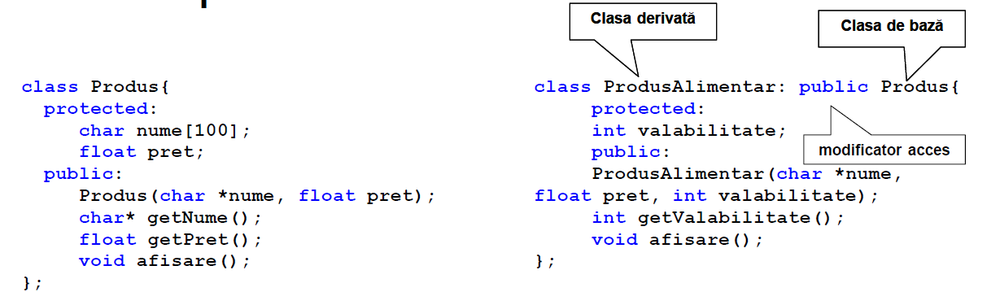 class Produs{
protected:
char nume[100];
float pret;
public:
Produs(char *nume, float pret);
char* getNume();
float getPret();
void afisare();
};
Clasa derivată
Clasa de bază
class ProdusAlimentar: public Produs{
protected:
int valabilitate;
public:
modificator acces
ProdusAlimentar(char *nume,
float pret, int valabilitate);
int getValabilitate();
void afisare();
};